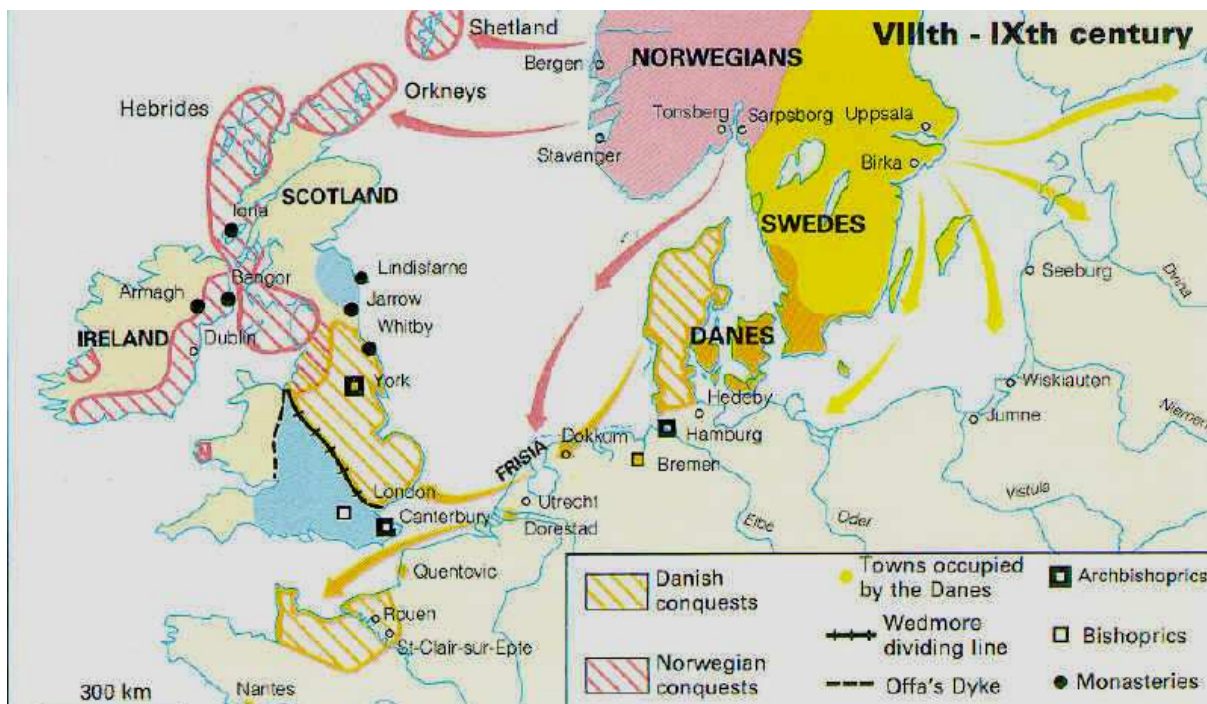 VIIIth - IXth century
Shetland
NORWEGIANS
Bergen
Orkneys
Hebrides
Tonsberg
Sarpsborg
Uppsala
Stavanger
Birka
SCOTLAND
Iona
SWEDES
Lindisfarne
Seeburg
Dvina
Bangor
Armagh
Jarrow
Whitby
IRELAND
Dublin
DANES
York
Wiskiauten
Hedeby
Jumne
Niemen
Dokkum
Hamburg
FRISIA
Bremen
London
Utrecht
Vistula
Canterbury
Dorestad
Elbe
Oder
Quentovic
Rouen
St-Clair-sur-Epte
Nantes
300 km
Danish
conquests
Norwegian
conquests
Towns occupied
by the Danes
Wedmore
dividing line
Offa's Dyke
Archbishoprics
Bishoprics
Monasteries